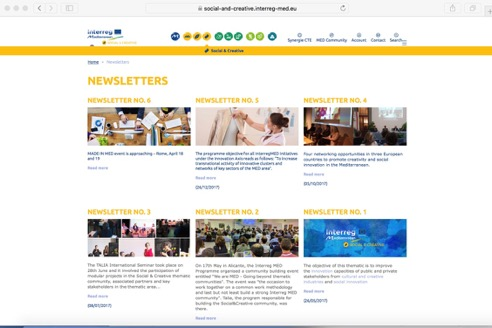 social-and-creative.interreg-med.eu
Interreg
Mediterranean
SOCIAL & CREATIVE
Synergie CTE MED Community Account Contact Search...
Social & Creative
Home > Newsletters
NEWSLETTERS
NEWSLETTER NO. 6
MADE IN MED event is approaching - Rome, April 18
and 19
Read more
NEWSLETTER NO. 5
The programme objective for all InterregMED initiatives
under the Innovation Axis reads as follows: "To increase
transnational activity of innovative clusters and
networks of key sectors of the MED area".
Read more
(20/12/2017)
NEWSLETTER NO. 4
Four networking opportunities in three European
countries to promote creativity and social
innovation in the Mediterranean.
Read more
(05/10/2017)
NEWSLETTER NO. 3
The TALIA International Seminar took place on
28th June and it involved the participation of
modular projects in the Social & Creative thematic
community, associated partners and key
stakeholders in the thematic area...
Read more
(08/07/2017)
NEWSLETTER NO. 2
On 17th May in Alicante, the Interreg MED
Programme organised a community building event
entitled "We are MED - Going beyond thematic
communities". The event was "the occasion to
work together on a common work methodology
and last but not least build a strong Interreg MED
community". Talia, the program responsible for
building the Social&Creative community, was
there.
Read more
NEWSLETTER NO. 1
Interreg
Mediterranean
SOCIAL & CREATIVE
The objective of this thematic is to improve
the innovation capacities of public and private
stakeholders from cultural and creative
industries and social innovation
Read more